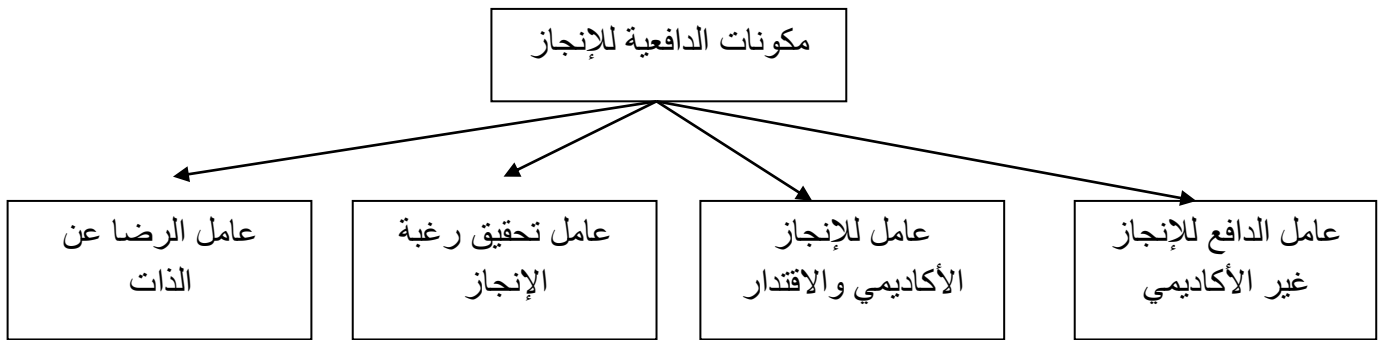 مكونات الدافعية للإنجاز
عامل الدافع للإنجاز
غير الأكاديمي
عامل للإنجاز
الأكاديمي والاقتدار
عامل تحقيق رغبة
الإنجاز
عامل الرضا عن
الذات